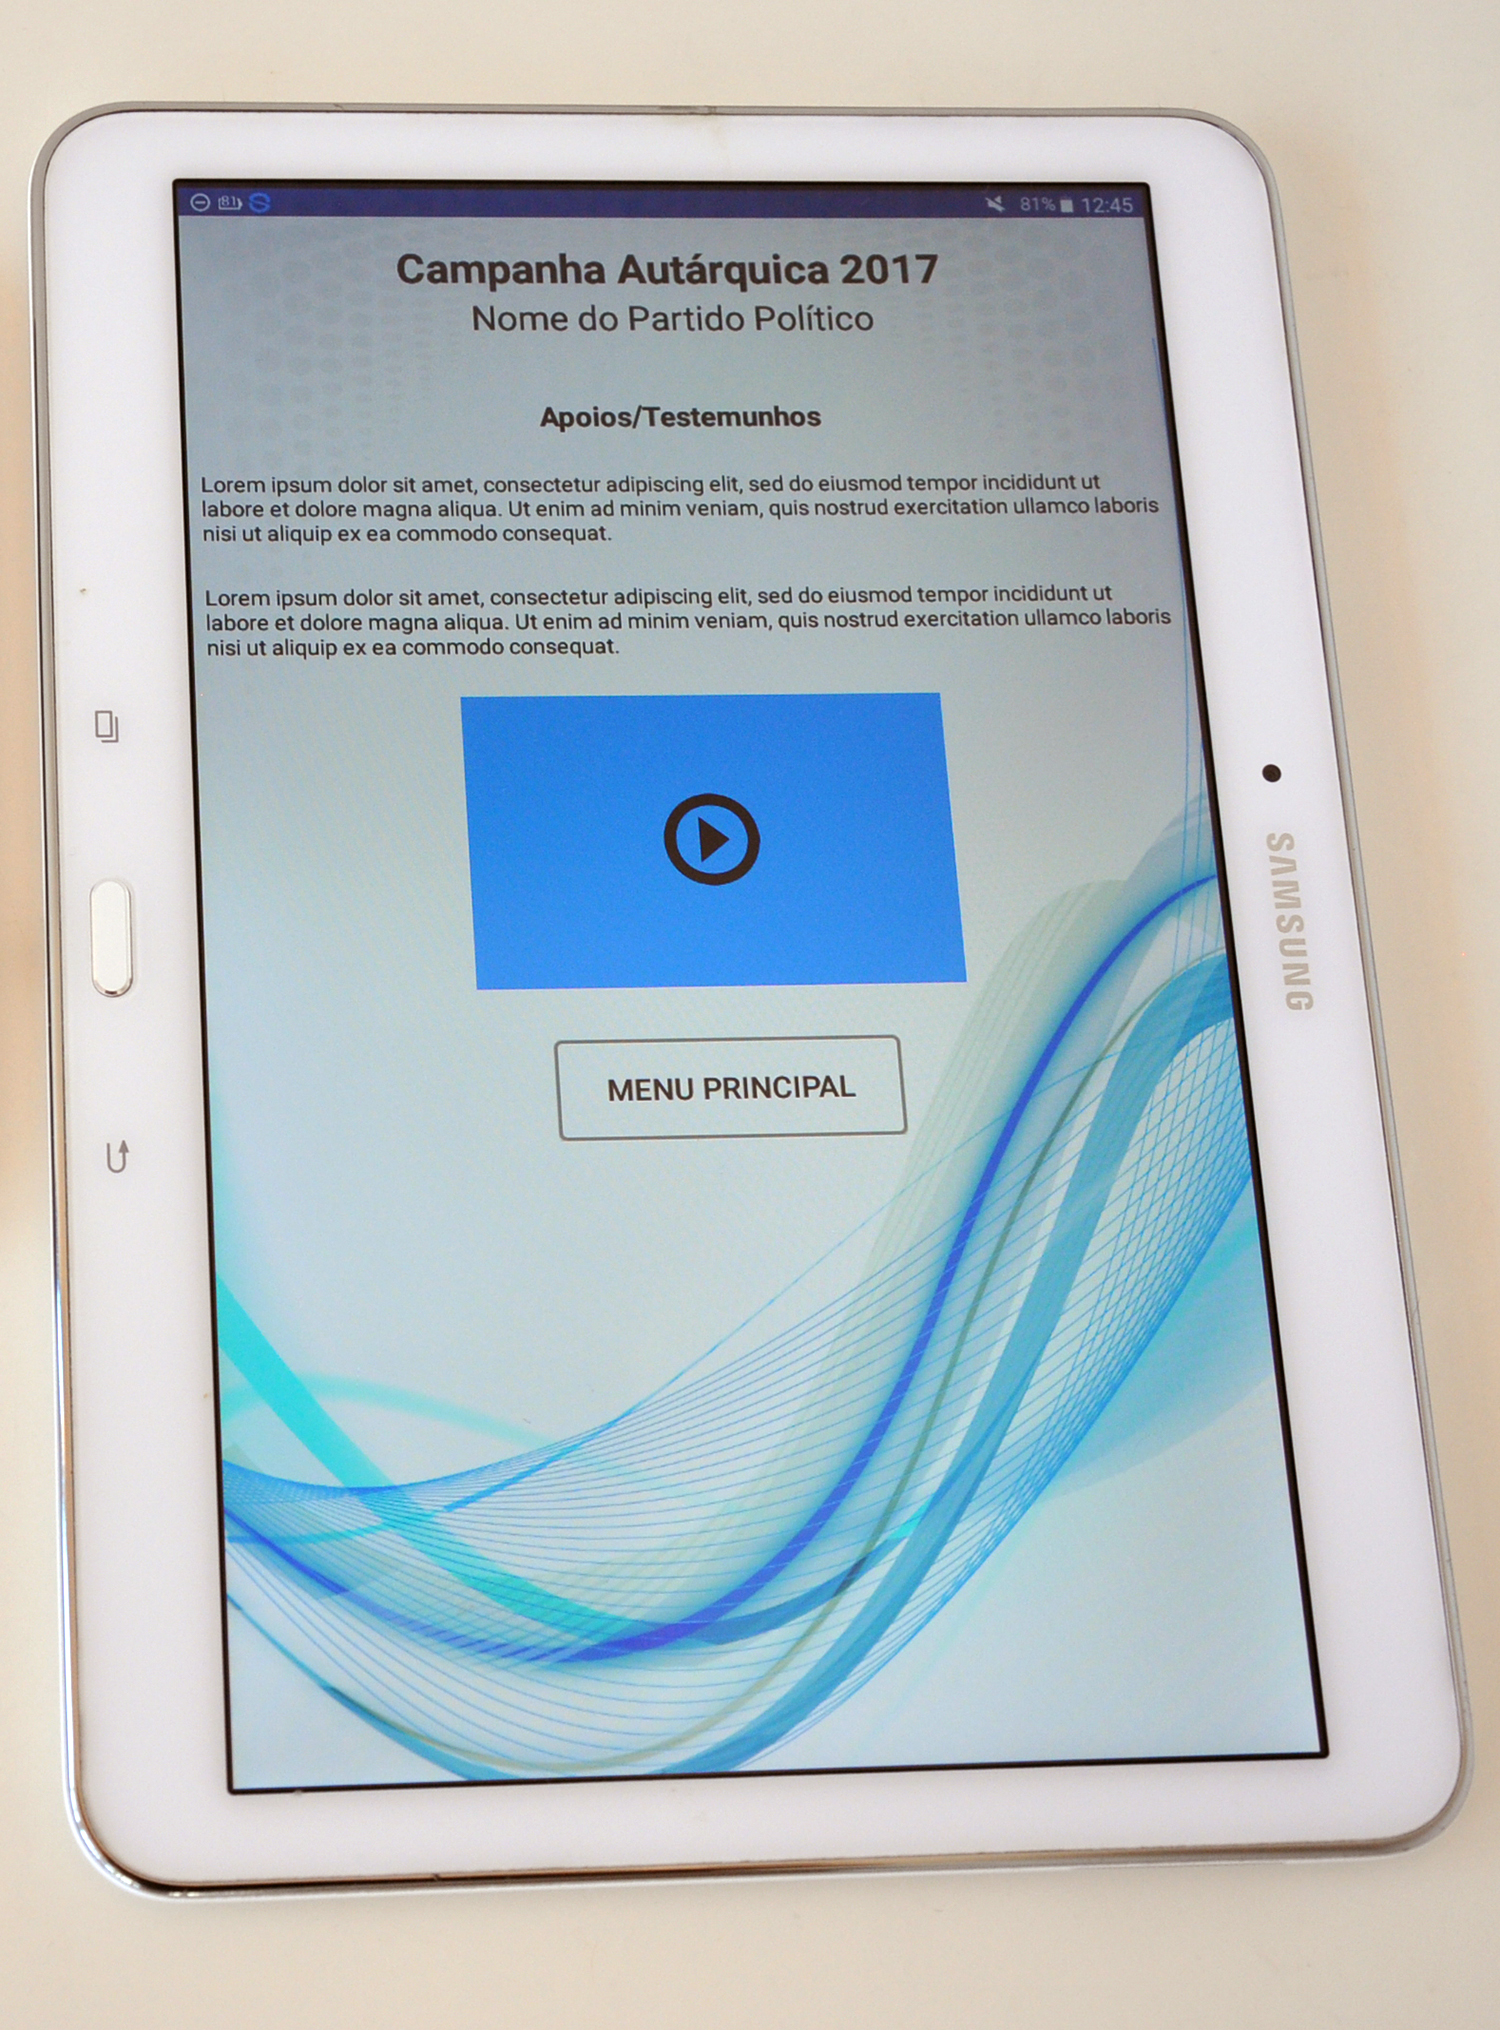 81
81% 12:45
Campanha Autárquica 2017
Nome do Partido Político
Apoios/Testemunhos
Lorem ipsum dolor sit amet, consectetur adipiscing elit, sed do eiusmod tempor incididunt ut
labore et dolore magna aliqua. Ut enim ad minim veniam, quis nostrud exercitation ullamco laboris
nisi ut aliquip ex ea commodo consequat.
Lorem ipsum dolor sit amet, consectetur adipiscing elit, sed do eiusmod tempor incididunt ut
labore et dolore magna aliqua. Ut enim ad minim veniam, quis nostrud exercitation ullamco laboris
nisi ut aliquip ex ea commodo consequat.
MENU PRINCIPAL
SAMSUNG